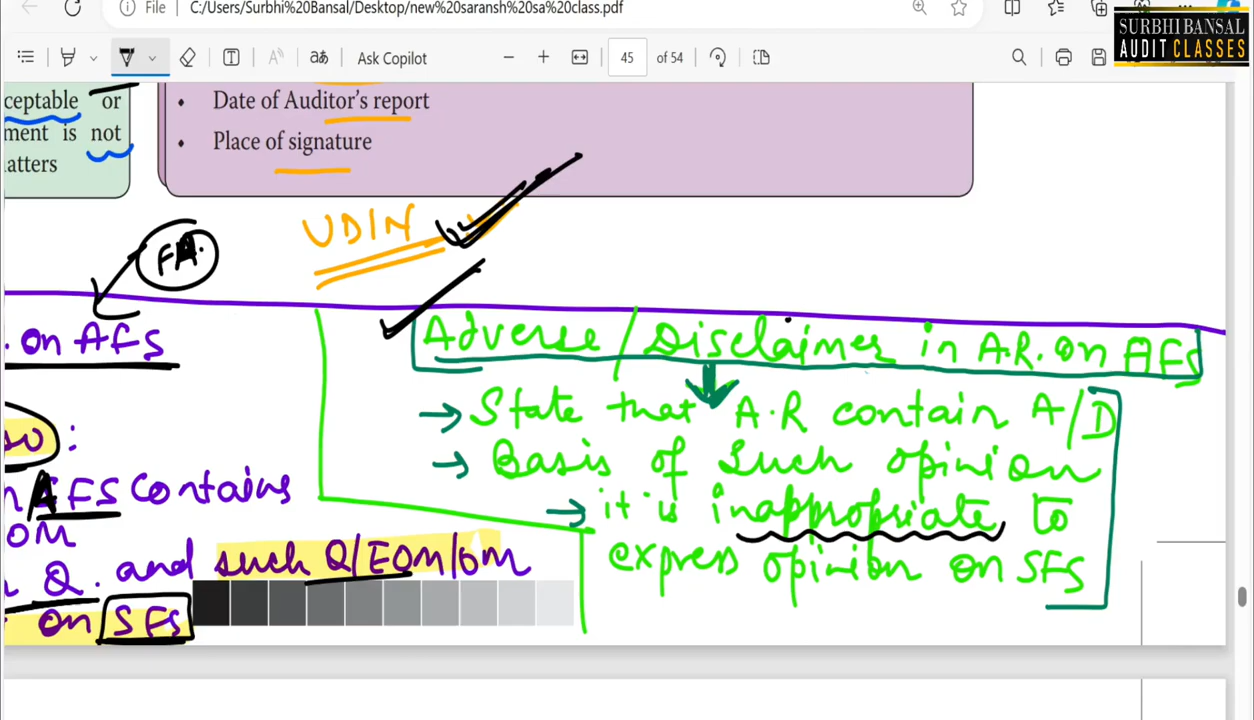 File
C:/Users/Surbhi%20Bansal/Desktop/new%20saransh%20sa%20class.pdf
SURBHI BANSAL
AUDIT CLASSES
Ask Copilot
45 of 54
ceptable or
ment is not
atters
• Date of Auditor's report
• Place of signature
UDIN
FA.
. on AFS
:
n AFS contains
OM
Q. and such Q/EOM/OM
on SFS
Adverse/Disclaimer in A.R. on AFS
→ State that A.R contain A/D
→ Basis of such opinion
→ it is inappropriate to
express opinion on SFS